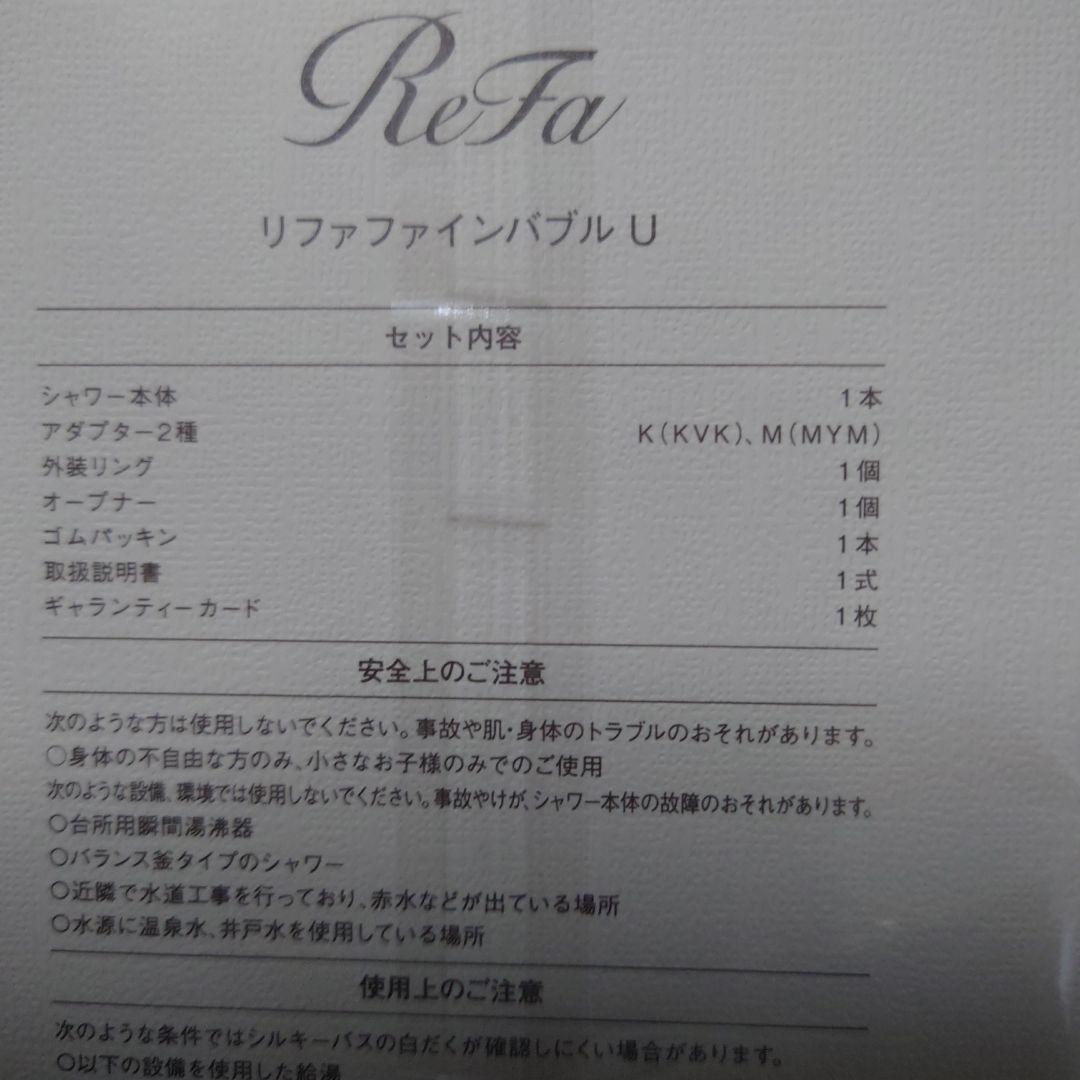 ReFa
リファファインバブル U
セット内容
シャワー本体 1本
アダプター2種 K(KVK)、M(MYM)
外装リング 1個
オープナー 1個
ゴムパッキン 1本
取扱説明書 1式
ギャランティーカード 1枚
安全上のご注意
次のような方は使用しないでください。事故や肌・身体のトラブルのおそれがあります。
○身体の不自由な方のみ、小さなお子様のみでのご使用
次のような設備、環境では使用しないでください。事故やけが、シャワー本体の故障のおそれがあります。
○台所用瞬間湯沸器
○バランス釜タイプのシャワー
○近隣で水道工事を行っており、赤水などが出ている場所
○水源に温泉水、井戸水を使用している場所
使用上のご注意
次のような条件ではシルキーバスの白だくが確認しにくい場合があります。
○以下の設備を使用した給湯